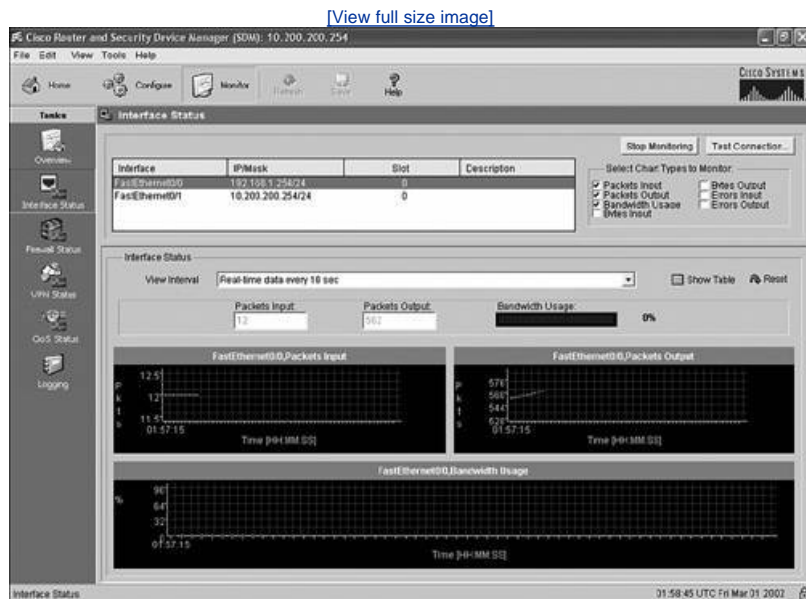 [View full size image]
Cisco Router and Security Device Manager (SDM): 10.200.200.254
File Edit View Tools Help
Home Configure Monitor Refresh Save Help
CISCO SYSTEMS
Tasks
Interface Status
Overview
Interface Status
Firewall Status
VPN Status
QoS Status
Logging
Stop Monitoring Test Connection...
Interface IP/Mask Slot Description
FastEthernet0/0 192.168.1.254/24 0
FastEthernet0/1 10.200.200.254/24 0
Select Chart Types to Monitor:
Packets Input Bytes Output
Packets Output Errors Input
Bandwidth Usage Errors Output
Bytes Input
Interface Status
View Interval Real-time data every 10 sec Show Table Reset
Packets Input: Packets Output: Bandwidth Usage:
12 562 0%
FastEthernet0/0,Packets Input
Pkts
12.5
12
11.5
01:57:15
Time [HH:MM:SS]
FastEthernet0/0,Packets Output
Pkts
576
560
544
528
01:57:15
Time [HH:MM:SS]
FastEthernet0/0,Bandwidth Usage
%
96
64
32
0
01:57:15
Time [HH:MM:SS]
Interface Status 01:58:45 UTC Fri Mar 01 2002